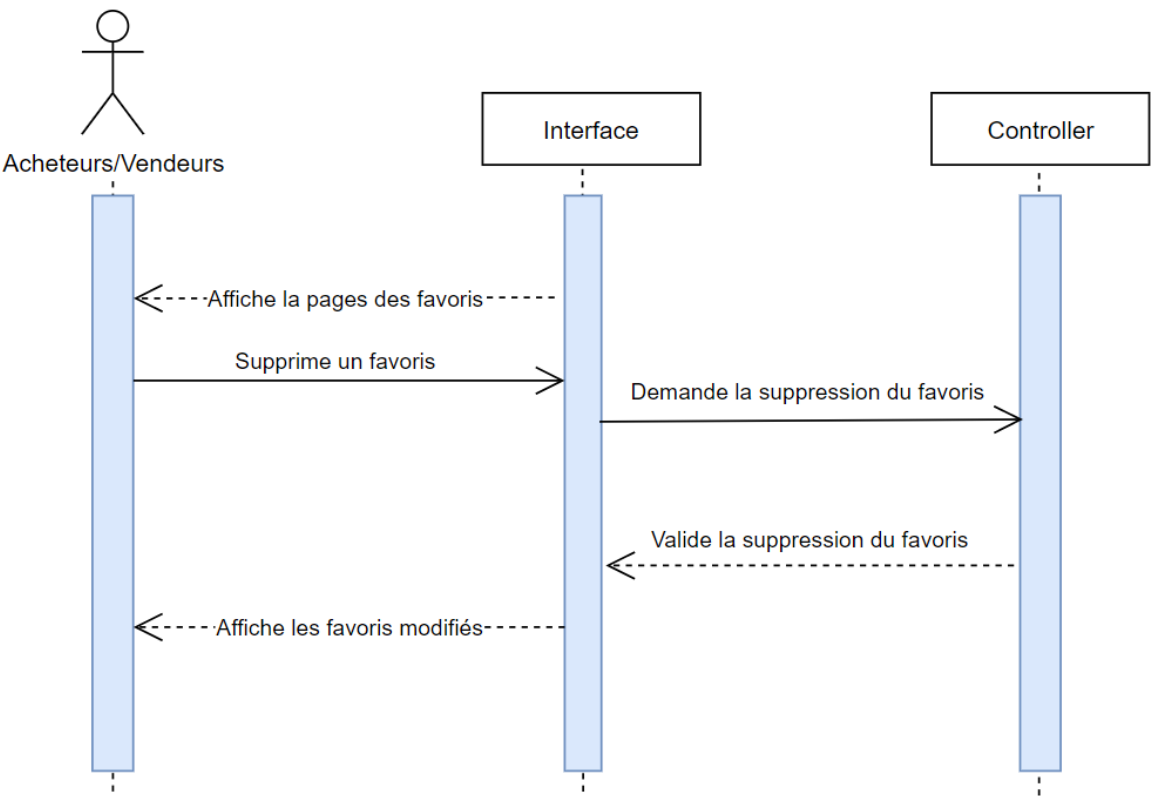 Acheteurs/Vendeurs
Interface
Controller
Affiche la pages des favoris
Supprime un favoris
Demande la suppression du favoris
Valide la suppression du favoris
Affiche les favoris modifiés